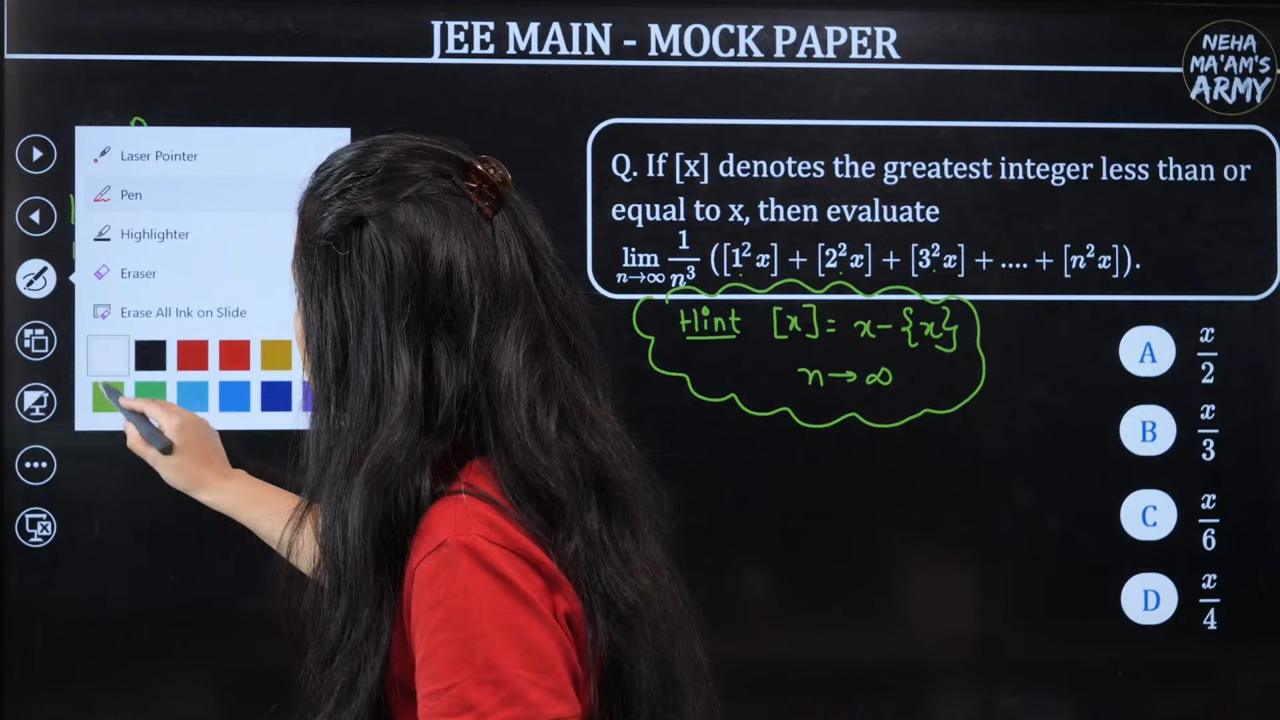 JEE MAIN - MOCK PAPER
NEHA
MA'AM'S
ARMY
Laser Pointer
Pen
Highlighter
Eraser
Erase All Ink on Slide
Q. If [x] denotes the greatest integer less than or
equal to x, then evaluate
lim n→∞ 1/n³ ([1²x] + [2²x] + [3²x] + .... + [n²x]).
Hint [x] = x - {x}
n → ∞
A x/2
B x/3
C x/6
D x/4